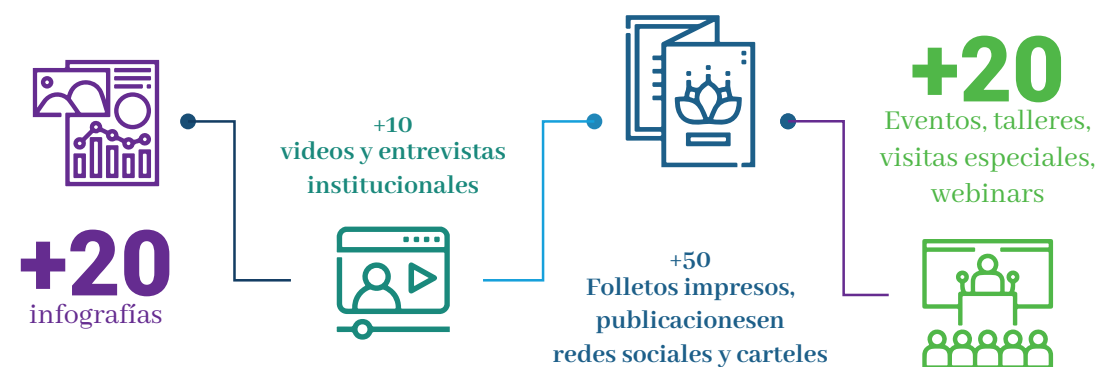 +20
infografías
+10
videos y entrevistas
institucionales
+50
Folletos impresos,
publicacionesen
redes sociales y carteles
+20
Eventos, talleres,
visitas especiales,
webinars